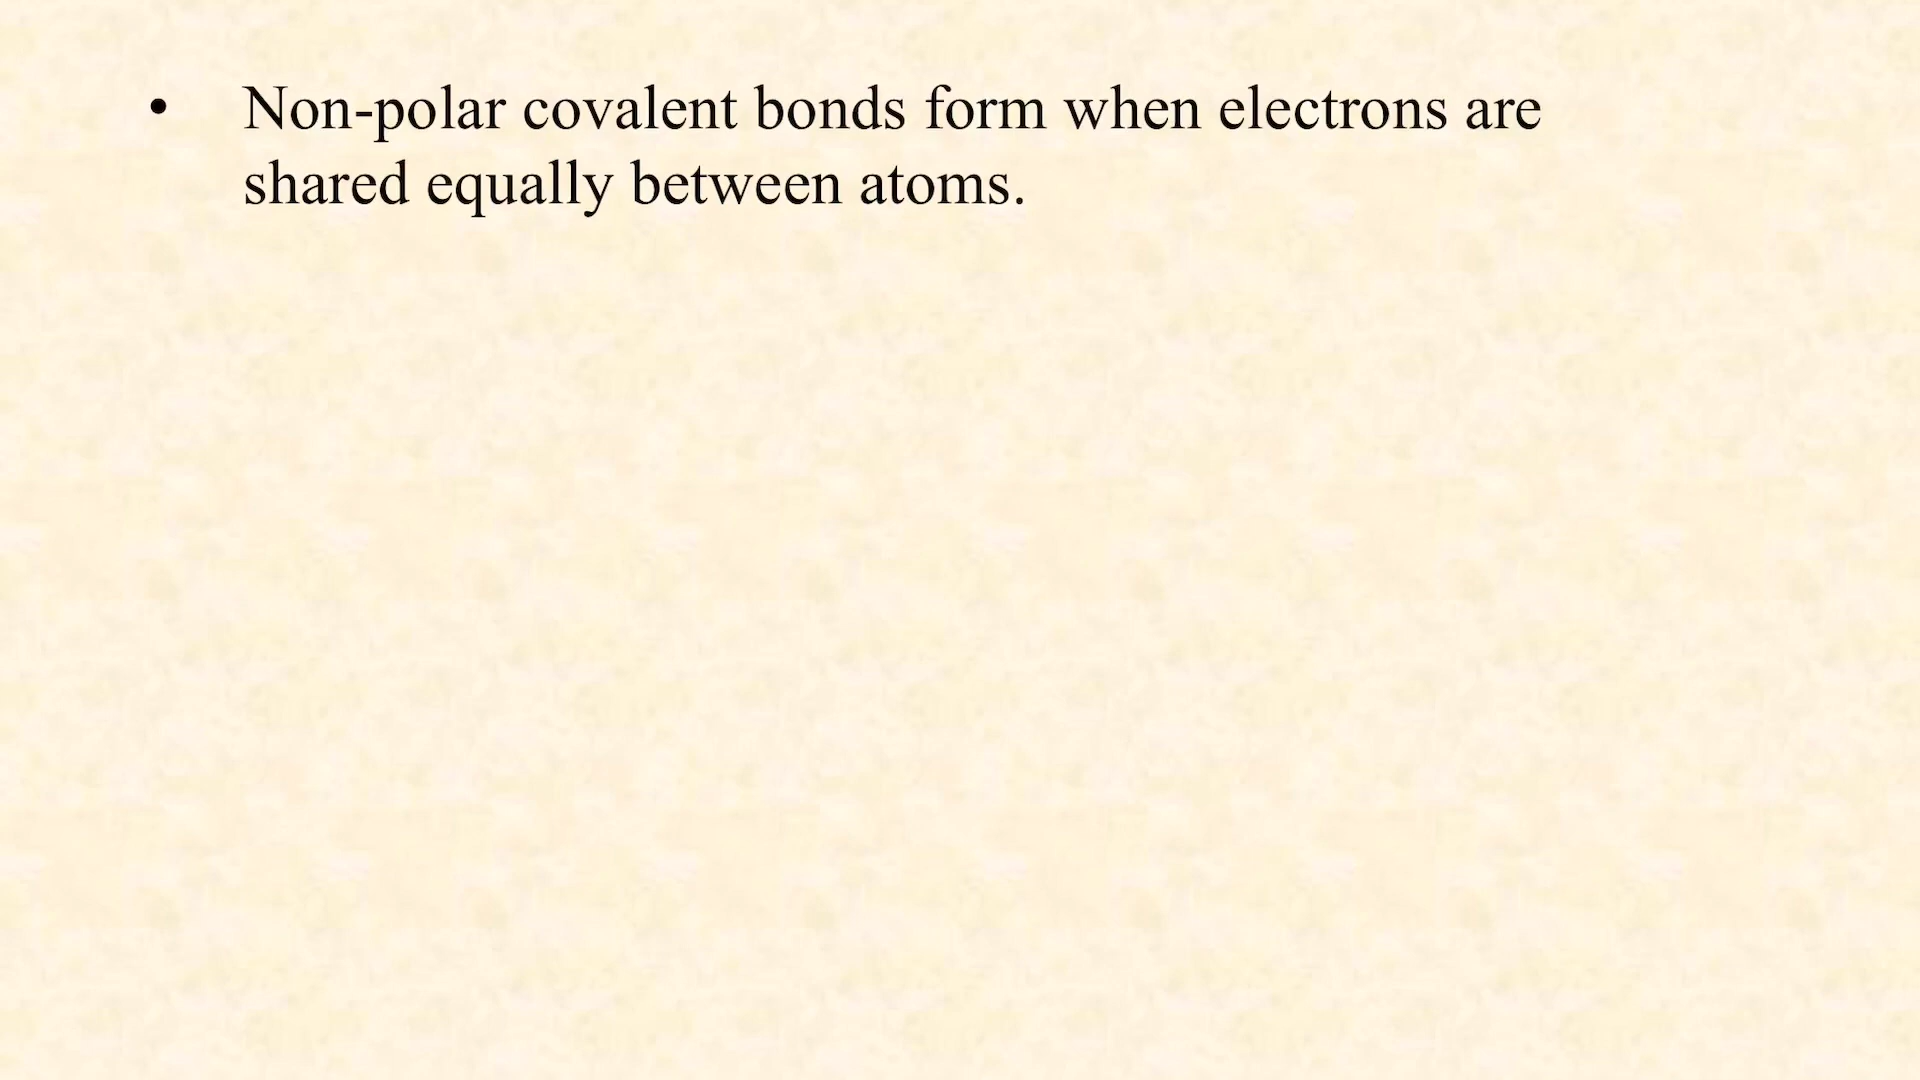 • Non-polar covalent bonds form when electrons are
shared equally between atoms.